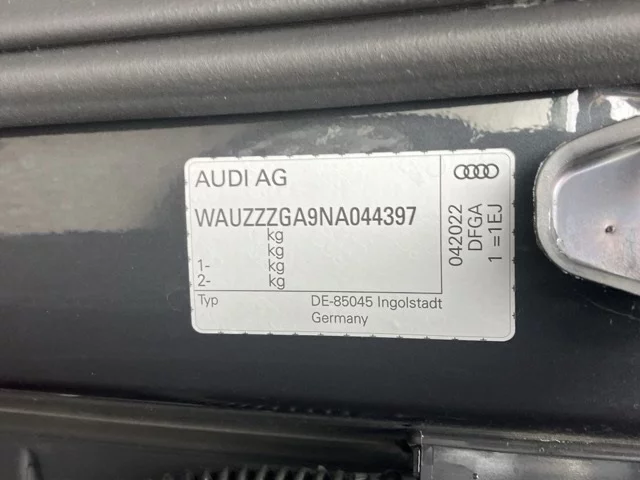 AUDI AG
WAUZZZGA9NA044397
kg
kg
1- kg
2- kg
Typ DE-85045 Ingolstadt
Germany
042022
DFGA
1 =1EJ